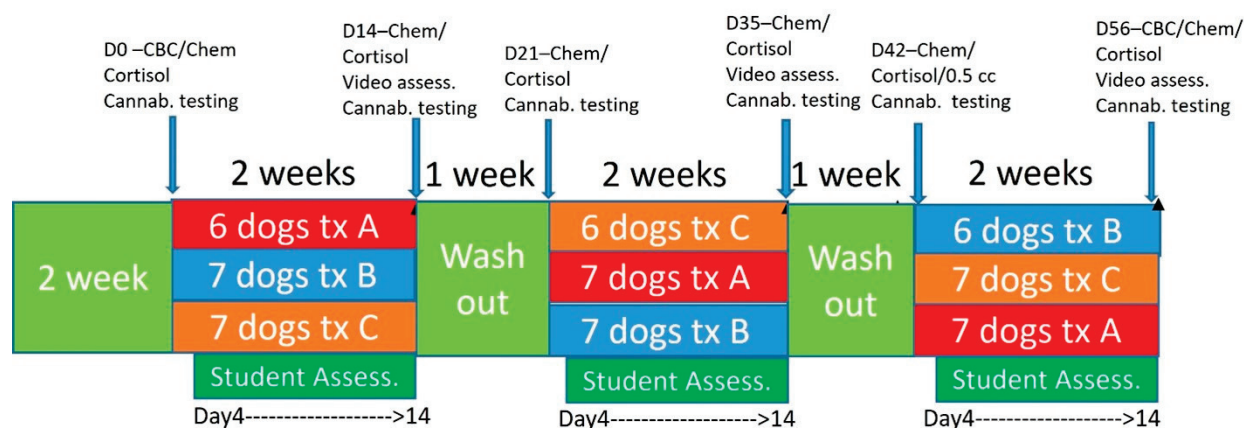 D0 –CBC/Chem
Cortisol
Cannab. testing
D14–Chem/
Cortisol
Video assess.
Cannab. testing
D21–Chem/
Cortisol
Cannab. testing
D35–Chem/
Cortisol
Video assess.
Cannab. testing
D42–Chem/
Cortisol/0.5 cc
Cannab.  testing
D56–CBC/Chem/
Cortisol
Video assess.
Cannab. testing
2 weeks
1 week
2 weeks
1 week
2 weeks
2 week
6 dogs tx A
7 dogs tx B
7 dogs tx C
Wash
out
6 dogs tx C
7 dogs tx A
7 dogs tx B
Wash
out
6 dogs tx B
7 dogs tx C
7 dogs tx A
Student Assess.
Student Assess.
Student Assess.
Day4-------------------->14
Day4-------------------->14
Day4-------------------->14